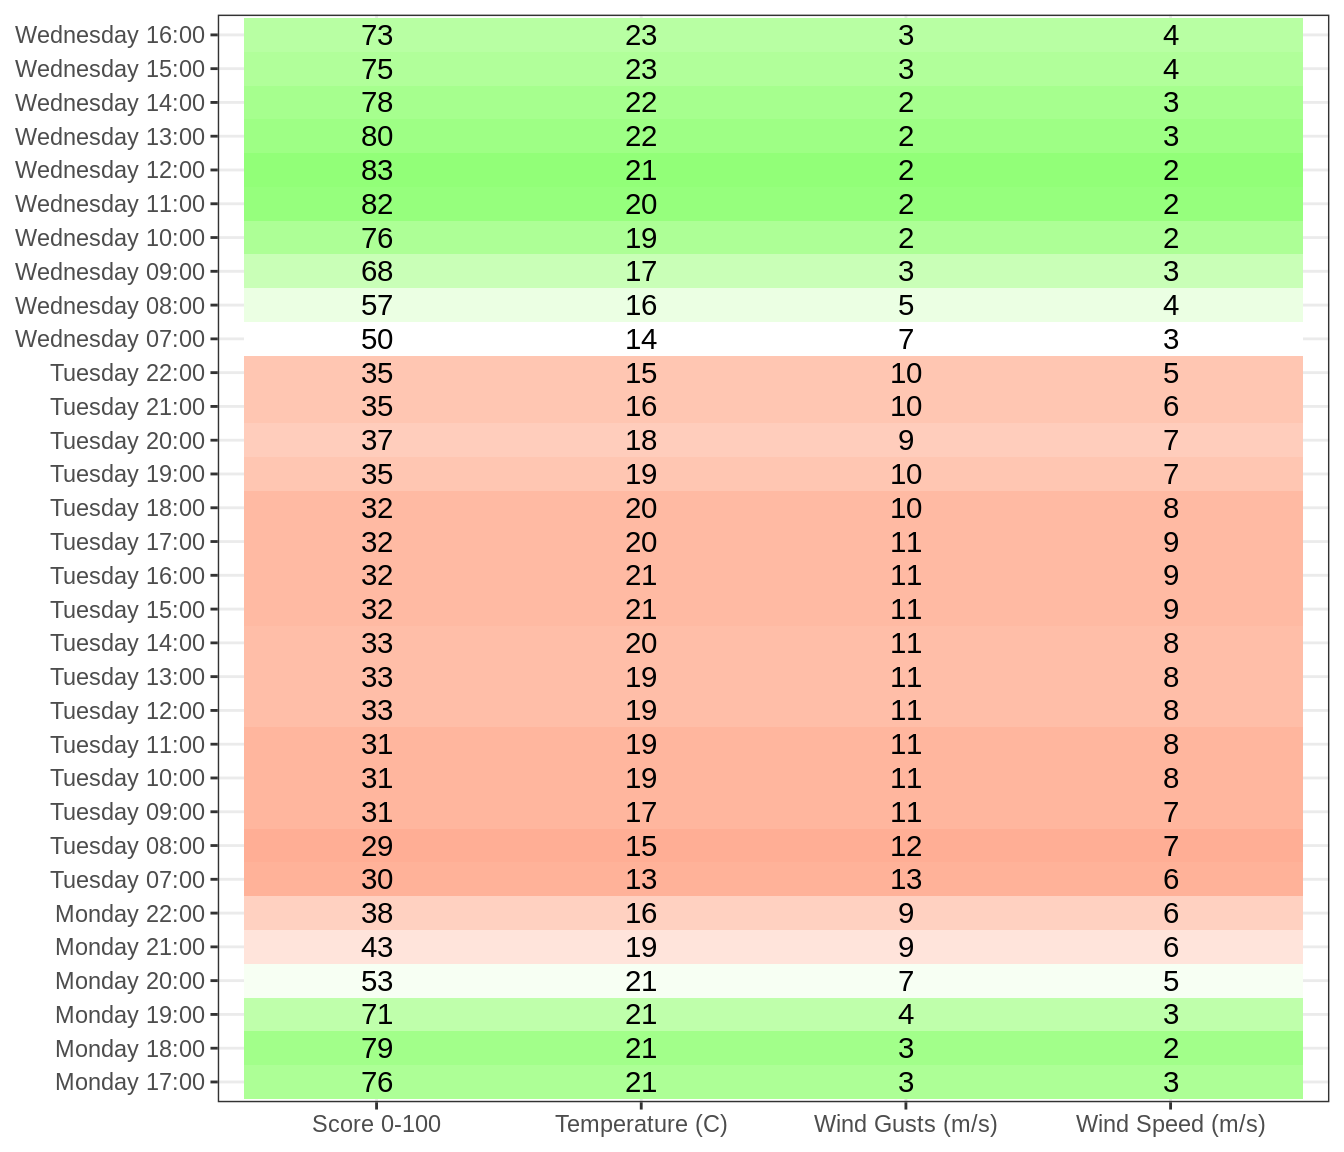 Wednesday 16:00 73 23 3 4
Wednesday 15:00 75 23 3 4
Wednesday 14:00 78 22 2 3
Wednesday 13:00 80 22 2 3
Wednesday 12:00 83 21 2 2
Wednesday 11:00 82 20 2 2
Wednesday 10:00 76 19 2 2
Wednesday 09:00 68 17 3 3
Wednesday 08:00 57 16 5 4
Wednesday 07:00 50 14 7 3
Tuesday 22:00 35 15 10 5
Tuesday 21:00 35 16 10 6
Tuesday 20:00 37 18 9 7
Tuesday 19:00 35 19 10 7
Tuesday 18:00 32 20 10 8
Tuesday 17:00 32 20 11 9
Tuesday 16:00 32 21 11 9
Tuesday 15:00 32 21 11 9
Tuesday 14:00 33 20 11 8
Tuesday 13:00 33 19 11 8
Tuesday 12:00 33 19 11 8
Tuesday 11:00 31 19 11 8
Tuesday 10:00 31 19 11 8
Tuesday 09:00 31 17 11 7
Tuesday 08:00 29 15 12 7
Tuesday 07:00 30 13 13 6
Monday 22:00 38 16 9 6
Monday 21:00 43 19 9 6
Monday 20:00 53 21 7 5
Monday 19:00 71 21 4 3
Monday 18:00 79 21 3 2
Monday 17:00 76 21 3 3
Score 0-100 Temperature (C) Wind Gusts (m/s) Wind Speed (m/s)